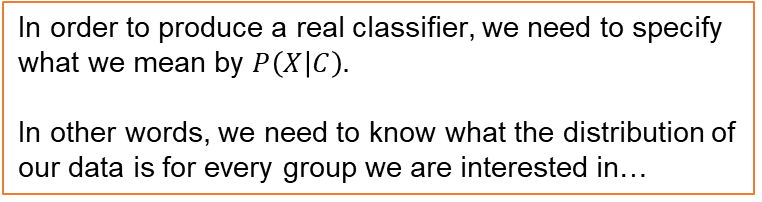 In order to produce a real classifier, we need to specify
what we mean by P(X|C).
In other words, we need to know what the distribution of
our data is for every group we are interested in…